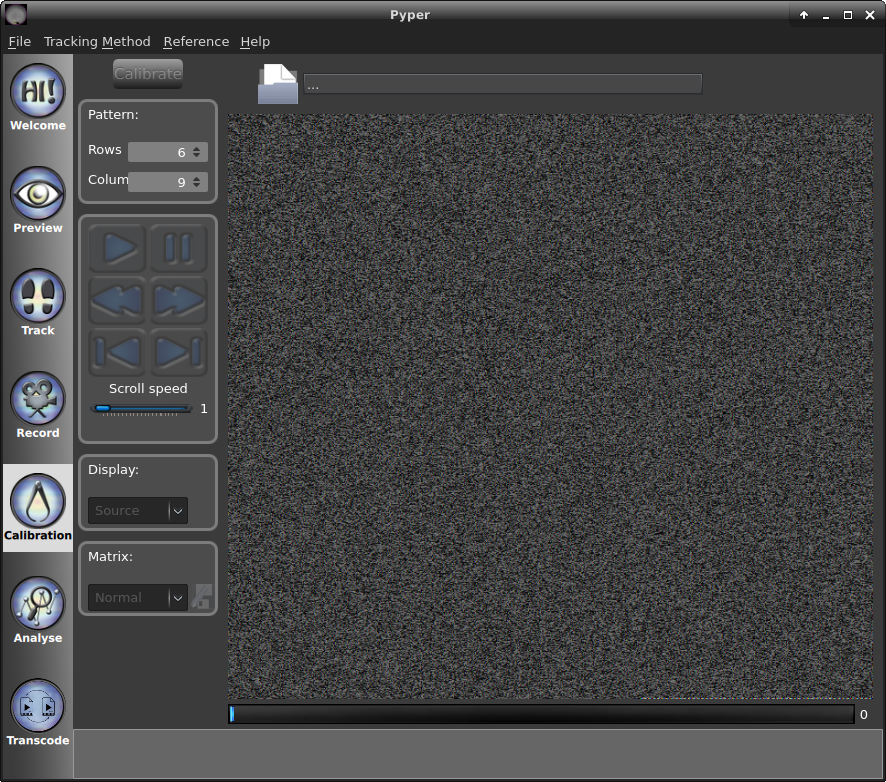 Pyper
File Tracking Method Reference Help
HI!
Welcome
Preview
Track
Record
Calibration
Analyse
Transcode
Calibrate
...
Pattern:
Rows 6
Colum 9
Scroll speed
1
Display:
Source
Matrix:
Normal
0